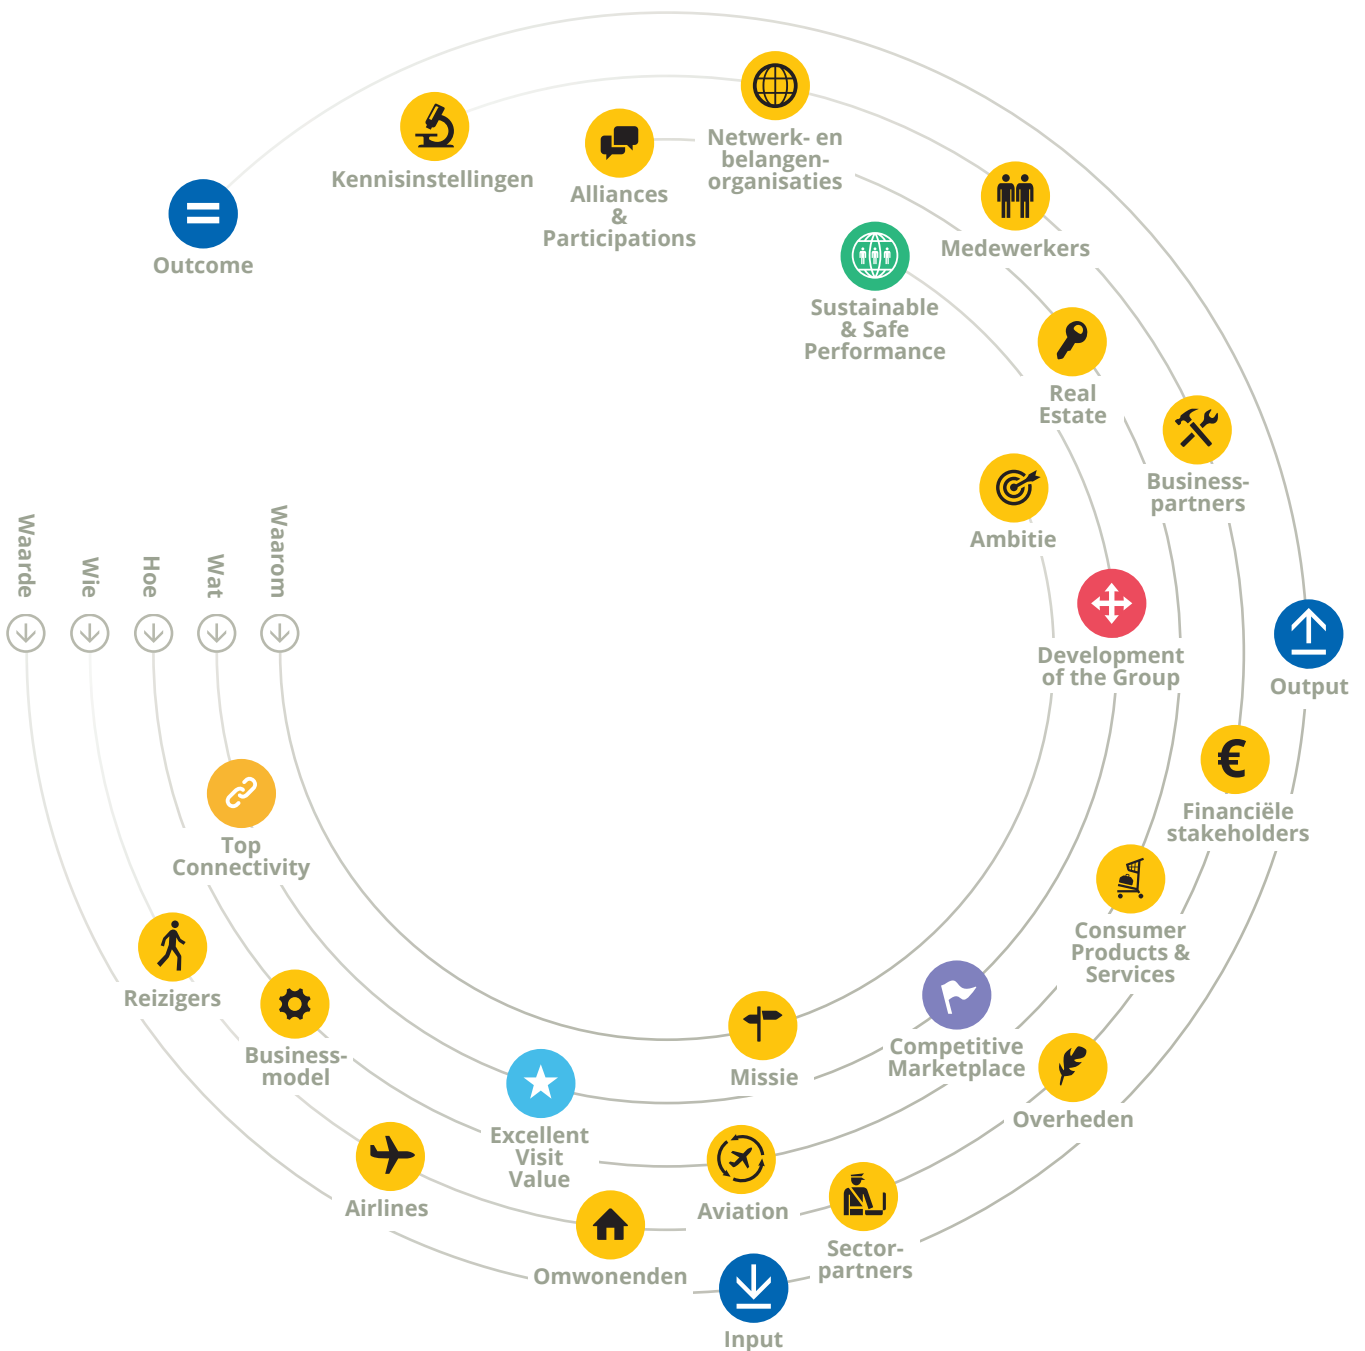 Netwerk- en
belangen-
organisaties
Kennisinstellingen
Alliances
&
Participations
Medewerkers
Outcome
Sustainable
& Safe
Performance
Real
Estate
Business-
partners
Ambitie
Waarde
Wie
Hoe
Wat
Waarom
Development
of the Group
Output
Financiële
stakeholders
Top
Connectivity
Consumer
Products &
Services
Reizigers
Business-
model
Missie
Competitive
Marketplace
Overheden
Excellent
Visit
Value
Airlines
Aviation
Sector-
partners
Omwonenden
Input